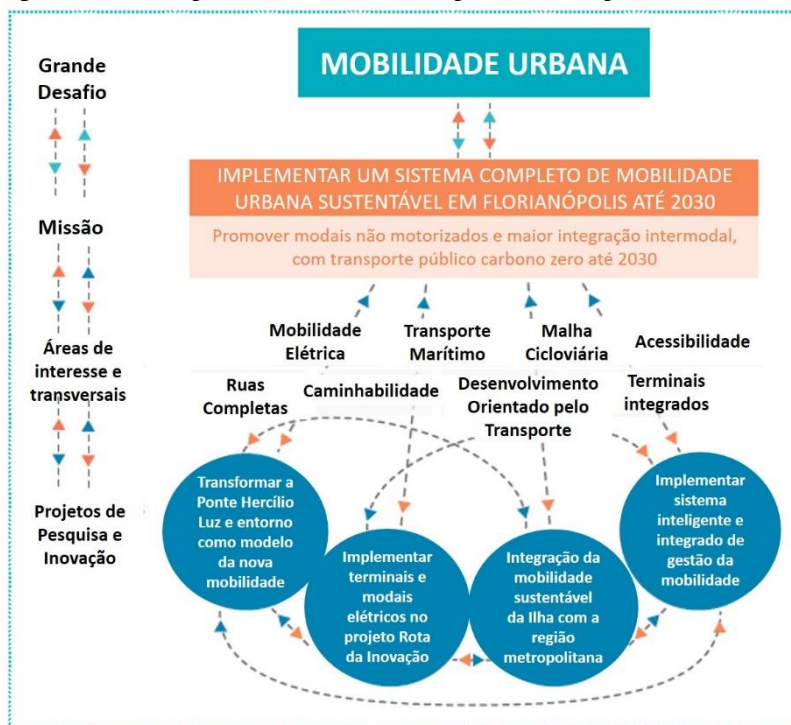 MOBILIDADE URBANA
Grande
Desafio
IMPLEMENTAR UM SISTEMA COMPLETO DE MOBILIDADE
URBANA SUSTENTÁVEL EM FLORIANÓPOLIS ATÉ 2030
Missão
Promover modais não motorizados e maior integração intermodal,
com transporte público carbono zero até 2030
Áreas de
interesse e
transversais
Mobilidade
Elétrica
Transporte
Marítimo
Malha
Cicloviária
Acessibilidade
Ruas
Completas
Caminhabilidade
Desenvolvimento
Orientado pelo
Transporte
Terminais
integrados
Projetos de
Pesquisa e
Inovação
Transformar a
Ponte Hercílio
Luz e entorno
como modelo
da nova
mobilidade
Implementar
terminais e
modais
elétricos no
projeto Rota
da Inovação
Integração da
mobilidade
sustentável
da Ilha com a
região
metropolitana
Implementar
sistema
inteligente e
integrado de
gestão da
mobilidade